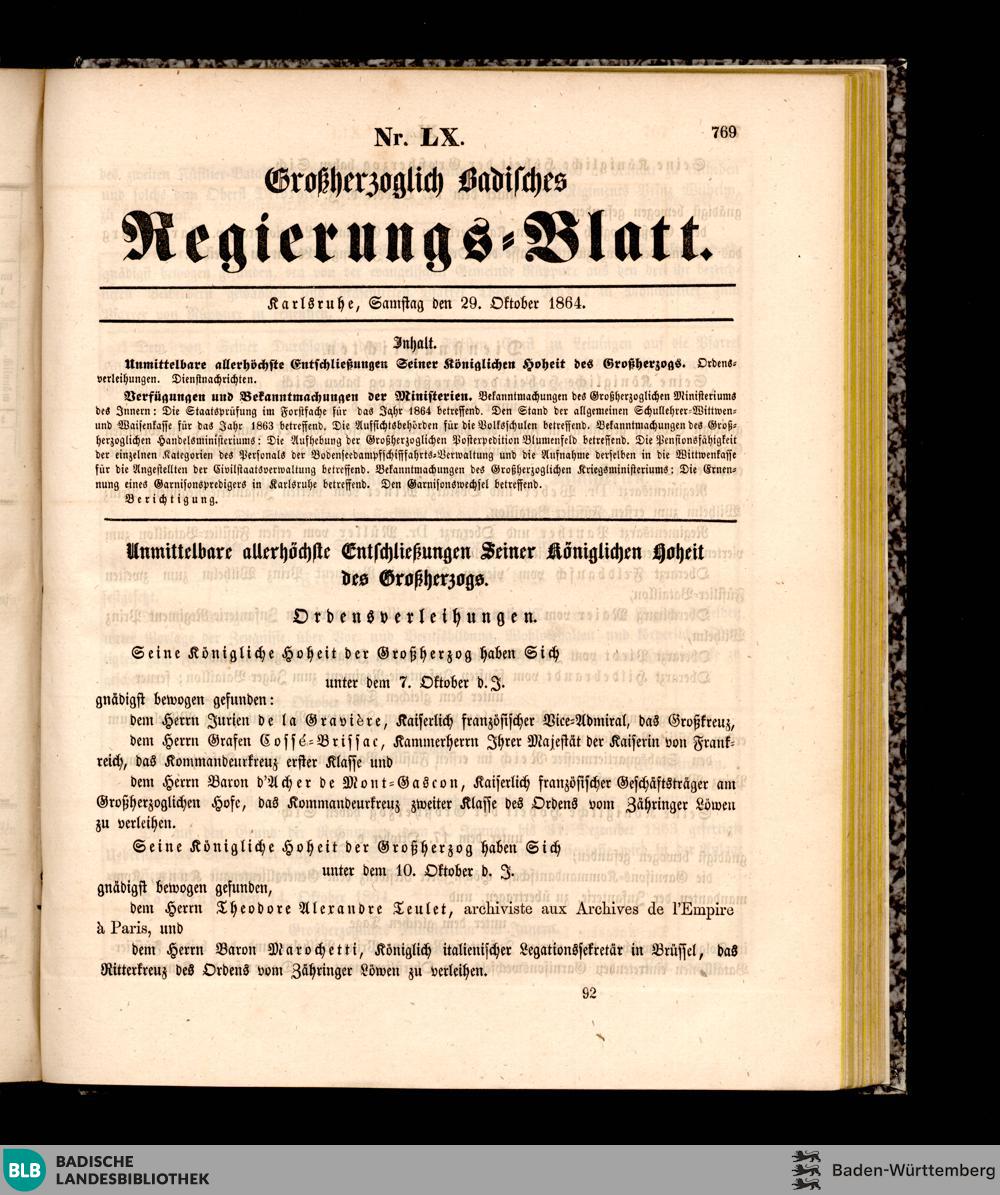 Nr. LX.
769
Großherzoglich Badisches
Regierungs-Blatt.
Karlsruhe, Samstag den 29. Oktober 1864.
Inhalt.
Unmittelbare allerhöchste Entschließungen Seiner Königlichen Hoheit des Großherzogs. Ordens-
verleihungen. Dienstnachrichten.
Verfügungen und Bekanntmachungen der Ministerien. Bekanntmachungen des Großherzoglichen Ministeriums
des Innern: Die Staatsprüfung im Forstfache für das Jahr 1864 betreffend. Den Stand der allgemeinen Schullehrer-Wittwen-
und Waisenkasse für das Jahr 1863 betreffend. Die Aufsichtsbehörden für die Volksschulen betreffend. Bekanntmachungen des Groß-
herzoglichen Handelsministeriums: Die Aufhebung der Großherzoglichen Postexpedition Blumenfeld betreffend. Die Pensionsfähigkeit
der einzelnen Kategorien des Personals der Bodenseedampfschifffahrts-Verwaltung und die Aufnahme derselben in die Wittwenkasse
für die Angestellten der Civilstaatsverwaltung betreffend. Bekanntmachungen des Großherzoglichen Kriegsministeriums: Die Ernen-
nung eines Garnisonspredigers in Karlsruhe betreffend. Den Garnisonswechsel betreffend.
Berichtigung.
Unmittelbare allerhöchste Entschließungen Seiner Königlichen Hoheit
des Großherzogs.
Ordensverleihungen.
Seine Königliche Hoheit der Großherzog haben Sich
unter dem 7. Oktober d. J.
gnädigst bewogen gefunden:
dem Herrn Jurien de la Gravière, Kaiserlich französischer Vice-Admiral, das Großkreuz,
dem Herrn Grafen Cossé-Brissac, Kammerherrn Ihrer Majestät der Kaiserin von Frank-
reich, das Kommandeurkreuz erster Klasse und
dem Herrn Baron d'Acher de Mont-Gascon, Kaiserlich französischer Geschäftsträger am
Großherzoglichen Hofe, das Kommandeurkreuz zweiter Klasse des Ordens vom Zähringer Löwen
zu verleihen.
Seine Königliche Hoheit der Großherzog haben Sich
unter dem 10. Oktober d. J.
gnädigst bewogen gefunden,
dem Herrn Theodore Alexandre Teulet, archiviste aux Archives de l'Empire
à Paris, und
dem Herrn Baron Marochetti, Königlich italienischer Legationssekretär in Brüssel, das
Ritterkreuz des Ordens vom Zähringer Löwen zu verleihen.
92
BLB
BADISCHE
LANDESBIBLIOTHEK
Baden-Württemberg